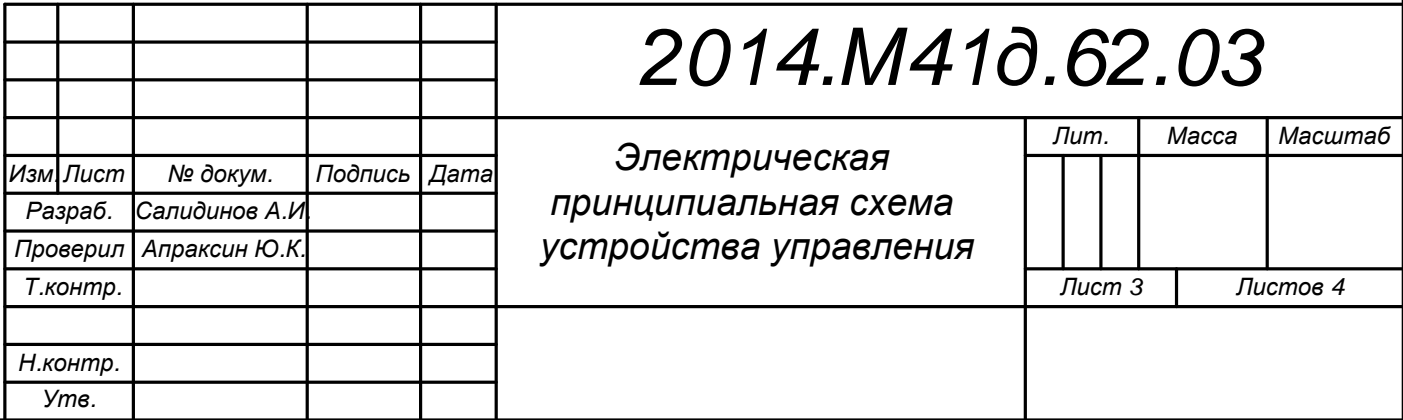 2014.М41д.62.03
Лит. Масса Масштаб
Электрическая
принципиальная схема
устройства управления
Изм. Лист № докум. Подпись Дата
Разраб. Салидинов А.И.
Проверил Апраксин Ю.К.
Т.контр.
Лист 3 Листов 4
Н.контр.
Утв.